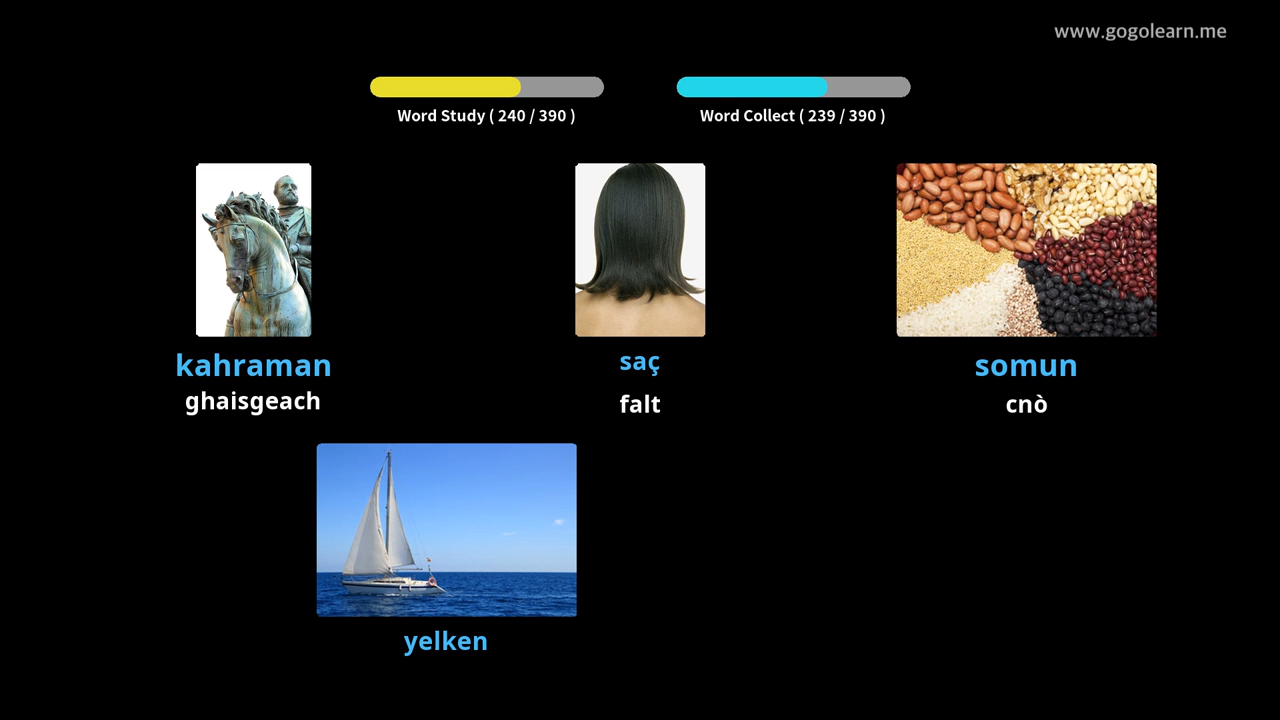 www.gogolearn.me
Word Study ( 240 / 390 )
Word Collect ( 239 / 390 )
kahraman
ghaisgeach
saç
falt
somun
cnò
yelken